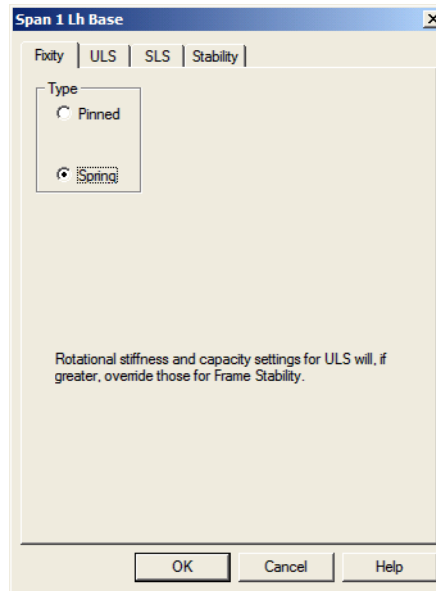 Span 1 Lh Base
Fixity ULS SLS Stability
Type
Pinned
Spring
Rotational stiffness and capacity settings for ULS will, if
greater, override those for Frame Stability.
OK Cancel Help